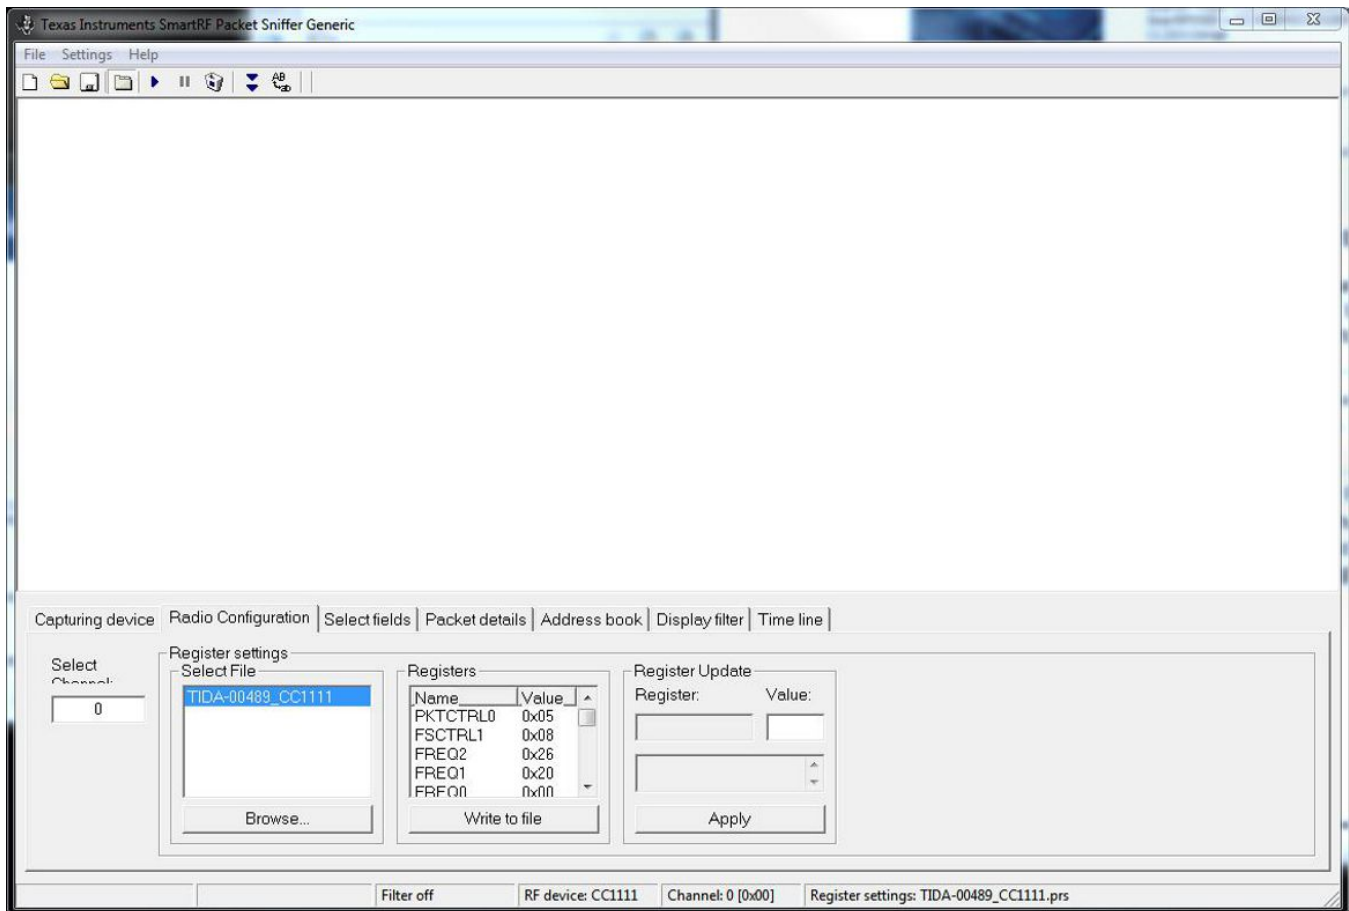 Texas Instruments SmartRF Packet Sniffer Generic
File Settings Help
Capturing device Radio Configuration Select fields Packet details Address book Display filter Time line
Select
Channel:
0
Register settings
Select File
TIDA-00489_CC1111
Browse...
Registers
Name Value
PKTCTRL0 0x05
FSCTRL1 0x08
FREQ2 0x26
FREQ1 0x20
FREQ0 0x00
Write to file
Register Update
Register: Value:
Apply
Filter off RF device: CC1111 Channel: 0 [0x00] Register settings: TIDA-00489_CC1111.prs